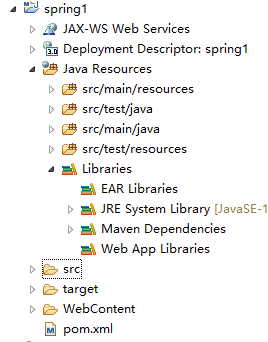 spring1
JAX-WS Web Services
Deployment Descriptor: spring1
Java Resources
src/main/resources
src/test/java
src/main/java
src/test/resources
Libraries
EAR Libraries
JRE System Library [JavaSE-1
Maven Dependencies
Web App Libraries
src
target
WebContent
pom.xml